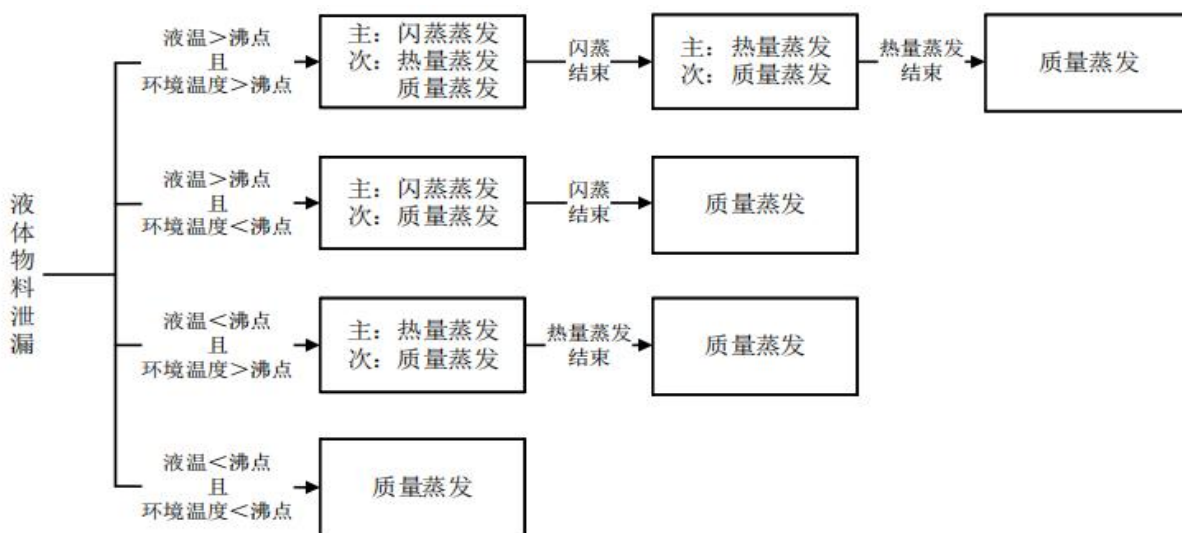 液体物料泄漏
液温＞沸点
且
环境温度＞沸点
主：闪蒸蒸发
次：热量蒸发
质量蒸发
闪蒸
结束
主：热量蒸发
次：质量蒸发
热量蒸发
结束
质量蒸发
液温＞沸点
且
环境温度＜沸点
主：闪蒸蒸发
次：质量蒸发
闪蒸
结束
质量蒸发
液温＜沸点
且
环境温度＞沸点
主：热量蒸发
次：质量蒸发
热量蒸发
结束
质量蒸发
液温＜沸点
且
环境温度＜沸点
质量蒸发